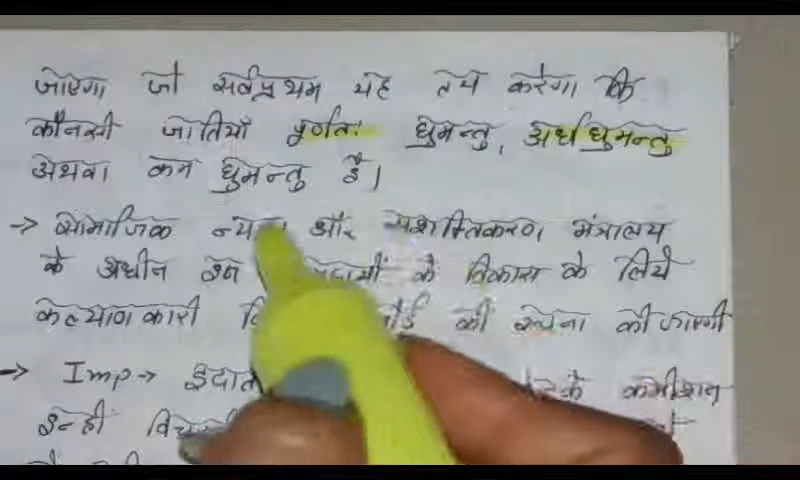 जाएगा जो सर्वप्रथम यह तय करेगा कि
कौनसी जातियाँ पूर्णतः घुमन्तु, अर्धघुमन्तु
अथवा कम घुमन्तु है।
→ सामाजिक न्याय और सशक्तिकरण मंत्रालय
के अधीन इन के विकास के लिये
कल्याणकारी की स्थापना की जाएगी
→ Imp → इदाते कमीशन
इन्ही